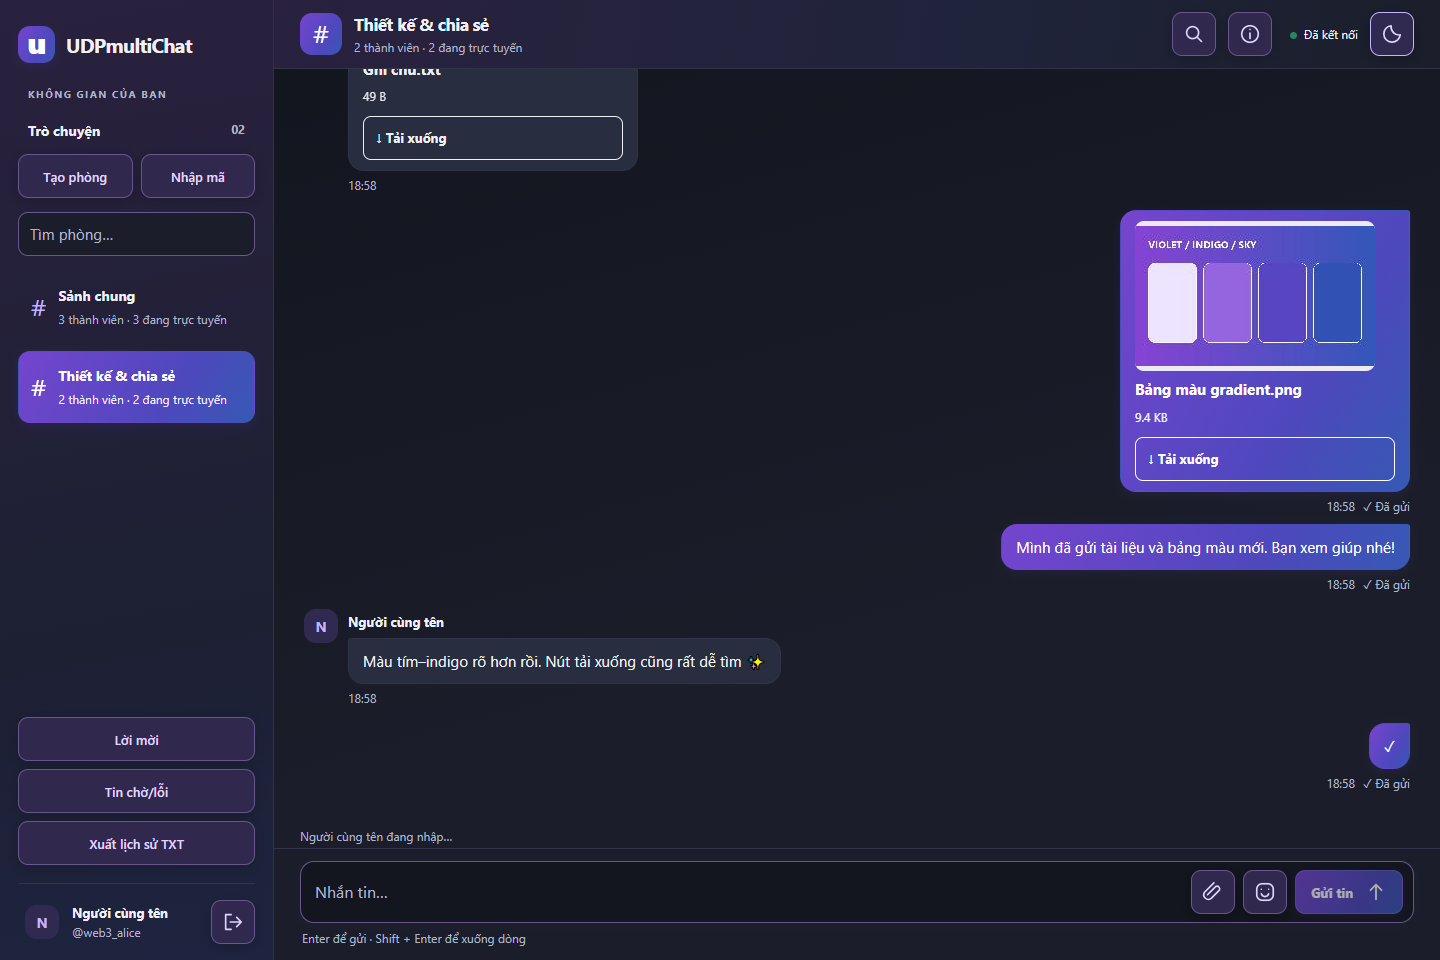 u UDPmultiChat
KHÔNG GIAN CỦA BẠN
Trò chuyện 02
Tạo phòng Nhập mã
Tìm phòng...
# Sảnh chung
3 thành viên · 3 đang trực tuyến
# Thiết kế & chia sẻ
2 thành viên · 2 đang trực tuyến
Lời mời
Tin chờ/lỗi
Xuất lịch sử TXT
N Người cùng tên
@web3_alice
# Thiết kế & chia sẻ
2 thành viên · 2 đang trực tuyến
Đã kết nối
Ghi chú.txt
49 B
↓ Tải xuống
18:58
VIOLET / INDIGO / SKY
Bảng màu gradient.png
9.4 KB
↓ Tải xuống
18:58 ✓ Đã gửi
Mình đã gửi tài liệu và bảng màu mới. Bạn xem giúp nhé!
18:58 ✓ Đã gửi
N Người cùng tên
Màu tím–indigo rõ hơn rồi. Nút tải xuống cũng rất dễ tìm ✨
18:58
✓
18:58 ✓ Đã gửi
Người cùng tên đang nhập...
Nhắn tin...
Gửi tin ↑
Enter để gửi · Shift + Enter để xuống dòng